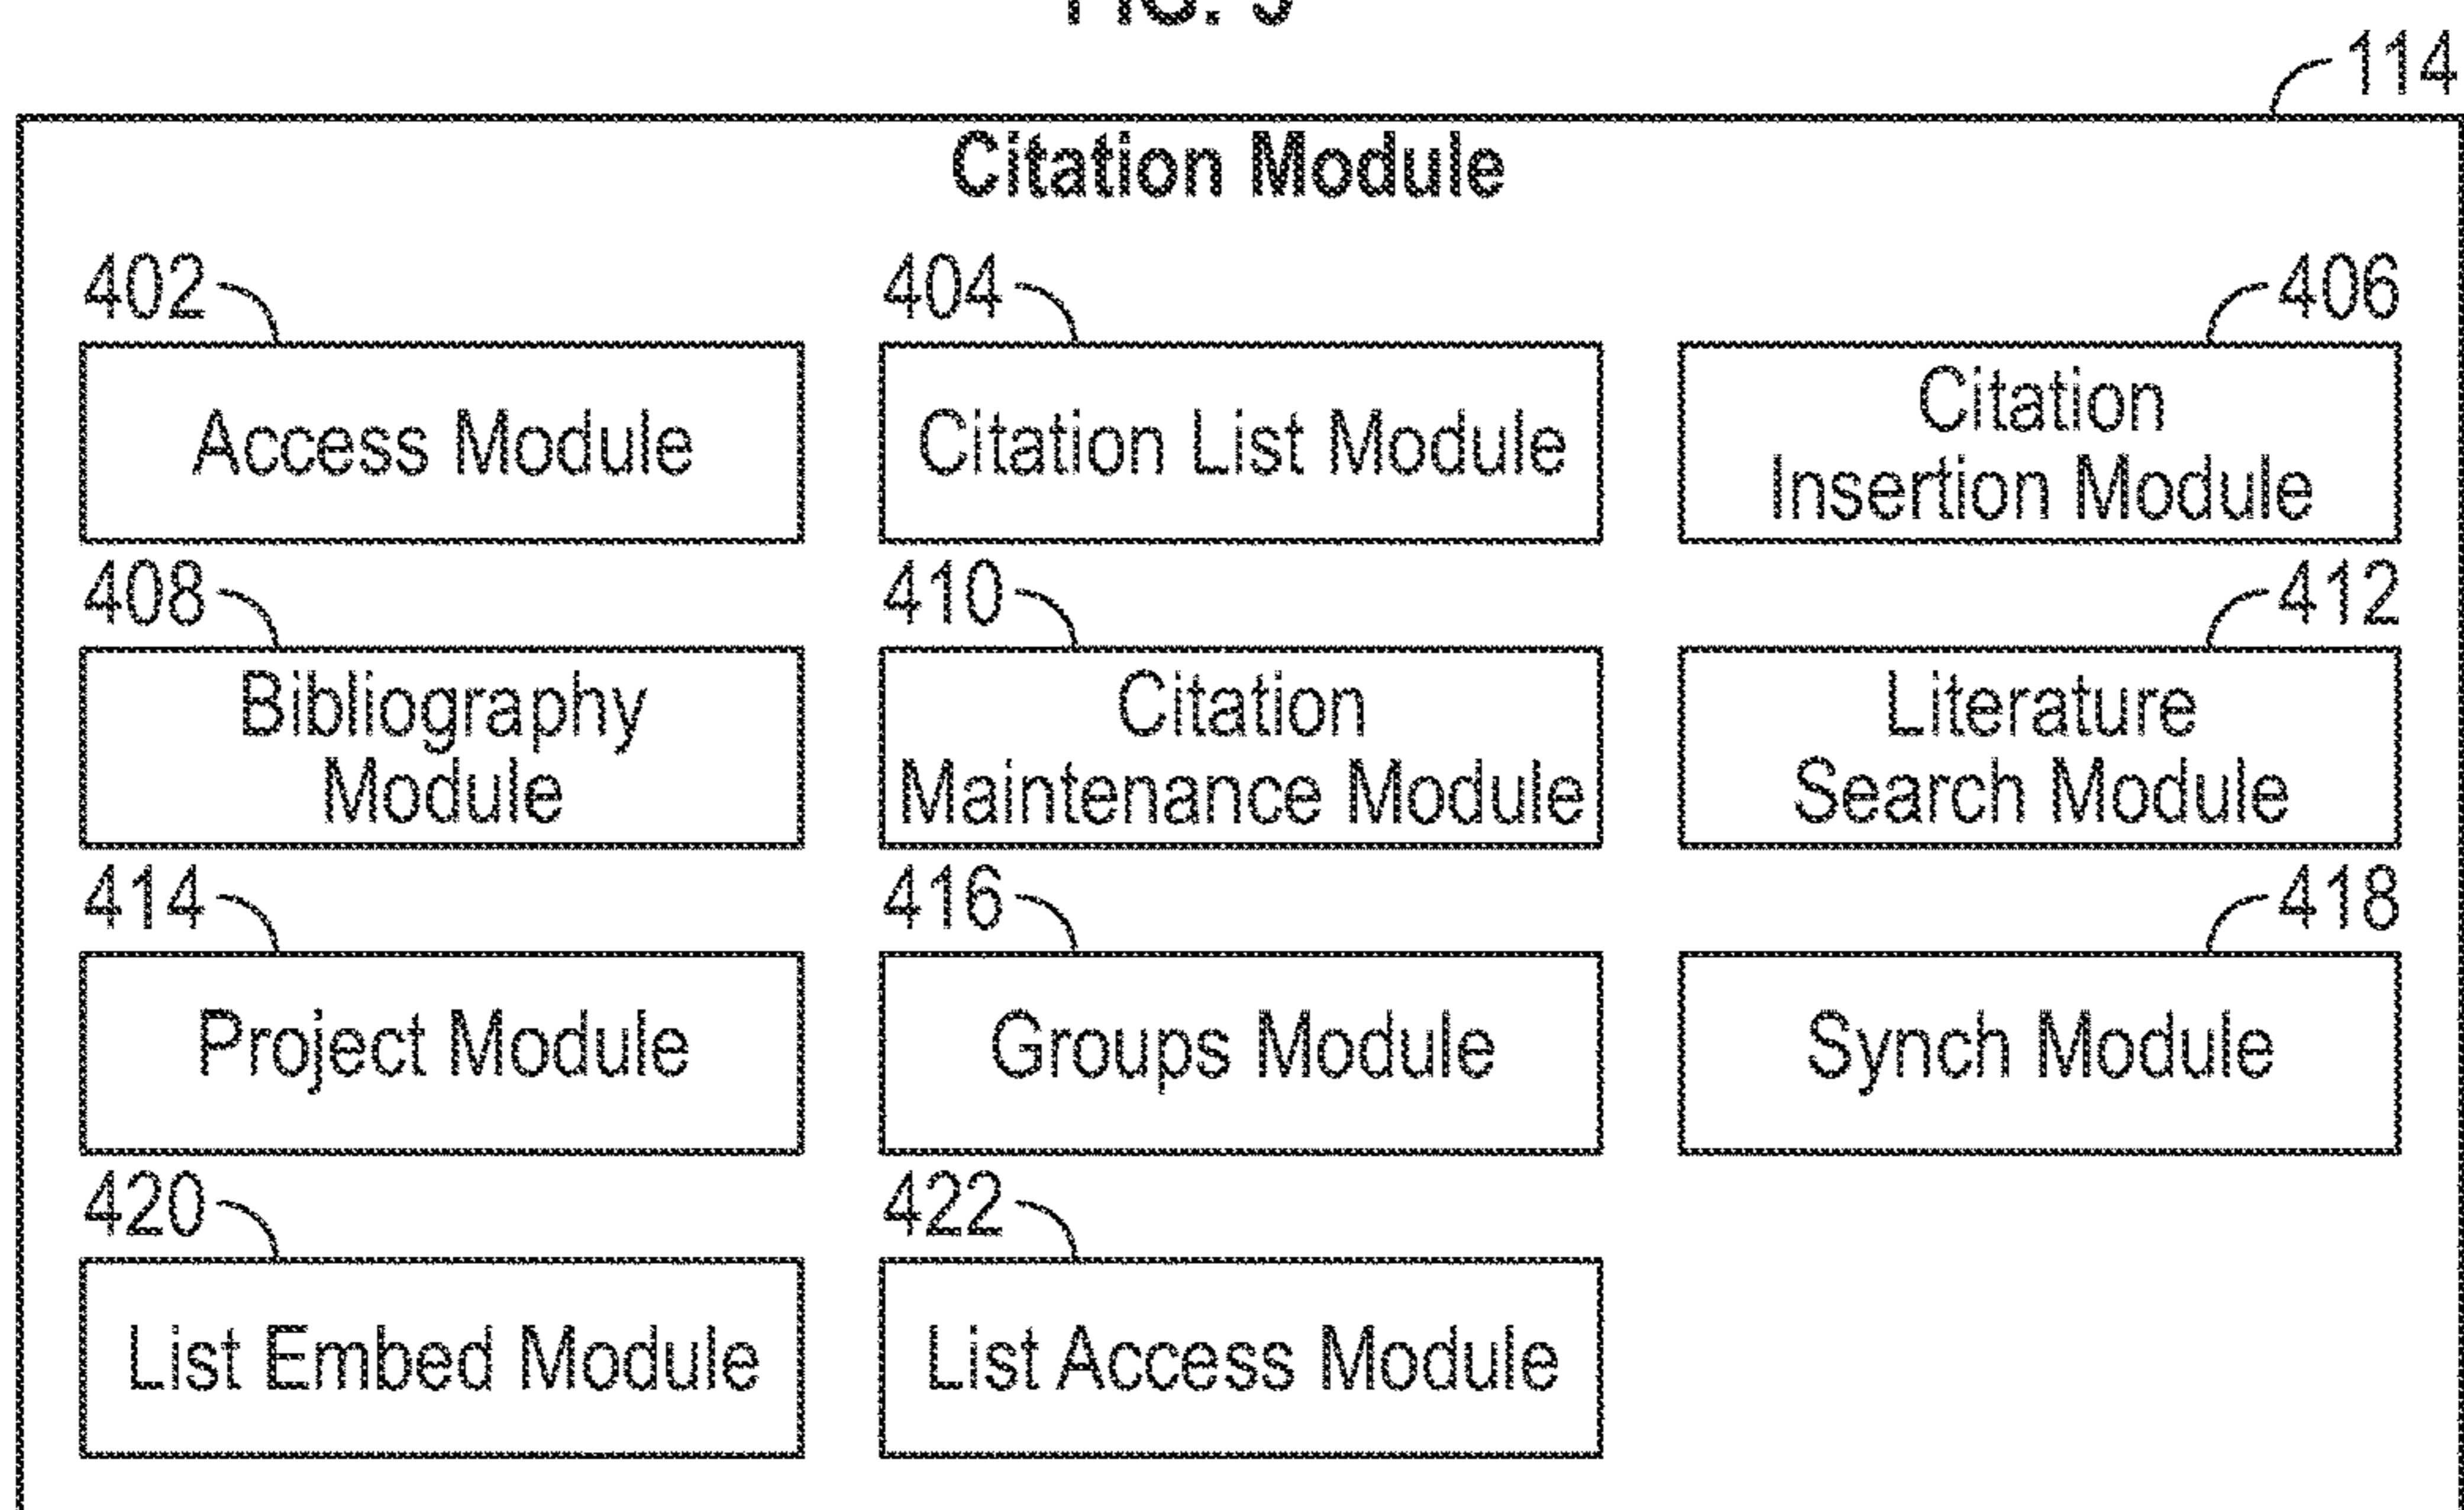 114
Citation Module
402
404
406
Access Module
Citation List Module
Citation
Insertion Module
408
410
412
Bibliography
Module
Citation
Maintenance Module
Literature
Search Module
414
416
418
Project Module
Groups Module
Synch Module
420
422
List Embed Module
List Access Module